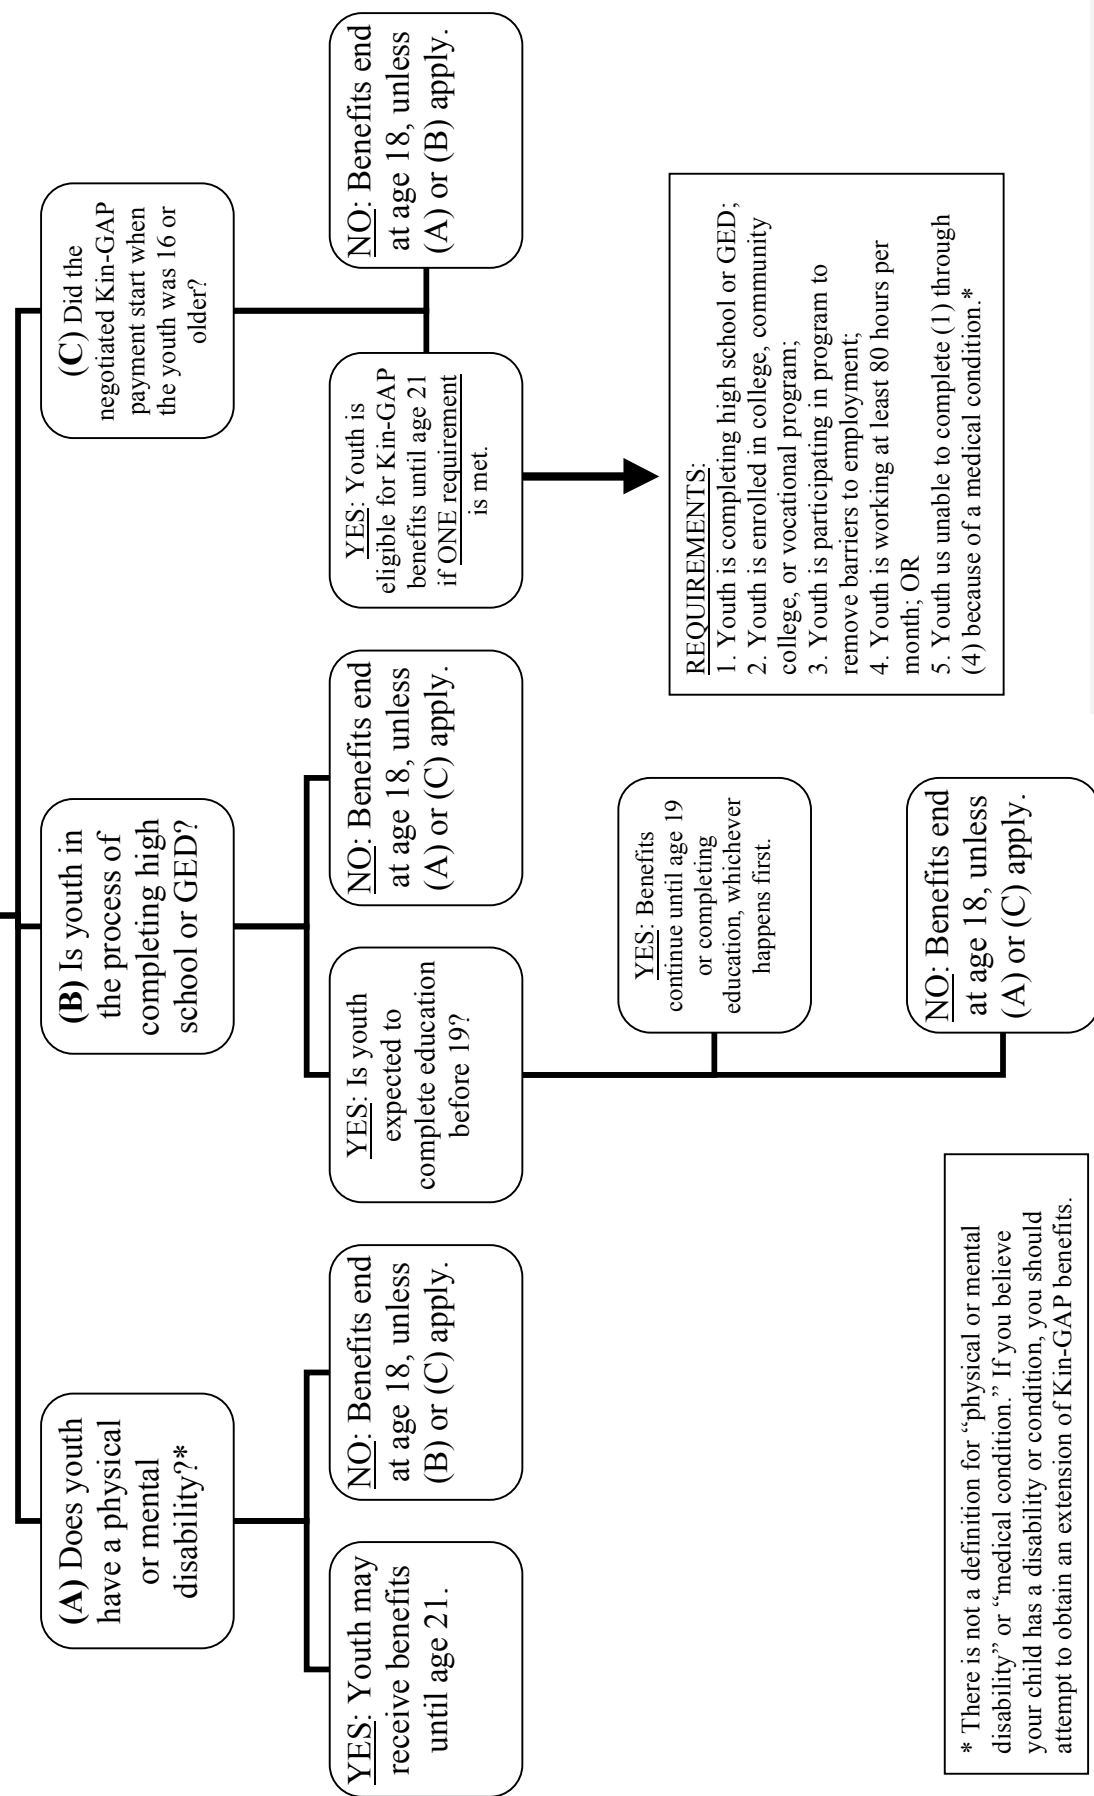 (A) Does youth
have a physical
or mental
disability?*
YES: Youth may
receive benefits
until age 21.
NO: Benefits end
at age 18, unless
(B) or (C) apply.
(B) Is youth in
the process of
completing high
school or GED?
YES: Is youth
expected to
complete education
before 19?
NO: Benefits end
at age 18, unless
(A) or (C) apply.
YES: Benefits
continue until age 19
or completing
education, whichever
happens first.
NO: Benefits end
at age 18, unless
(A) or (C) apply.
(C) Did the
negotiated Kin-GAP
payment start when
the youth was 16 or
older?
YES: Youth is
eligible for Kin-GAP
benefits until age 21
if ONE requirement
is met.
NO: Benefits end
at age 18, unless
(A) or (B) apply.
REQUIREMENTS:
1. Youth is completing high school or GED;
2. Youth is enrolled in college, community
college, or vocational program;
3. Youth is participating in program to
remove barriers to employment;
4. Youth is working at least 80 hours per
month; OR
5. Youth us unable to complete (1) through
(4) because of a medical condition.*
* There is not a definition for “physical or mental
disability” or “medical condition.” If you believe
your child has a disability or condition, you should
attempt to obtain an extension of Kin-GAP benefits.